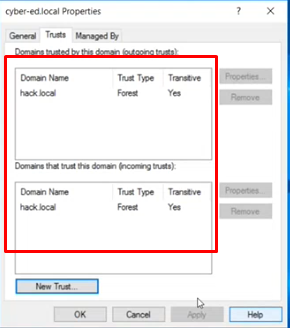 cyber-ed.local Properties
General Trusts Managed By
Domains trusted by this domain (outgoing trusts):
Domain Name Trust Type Transitive Properties...
hack.local Forest Yes Remove
Domains that trust this domain (incoming trusts):
Domain Name Trust Type Transitive Properties...
hack.local Forest Yes Remove
New Trust...
OK Cancel Apply Help